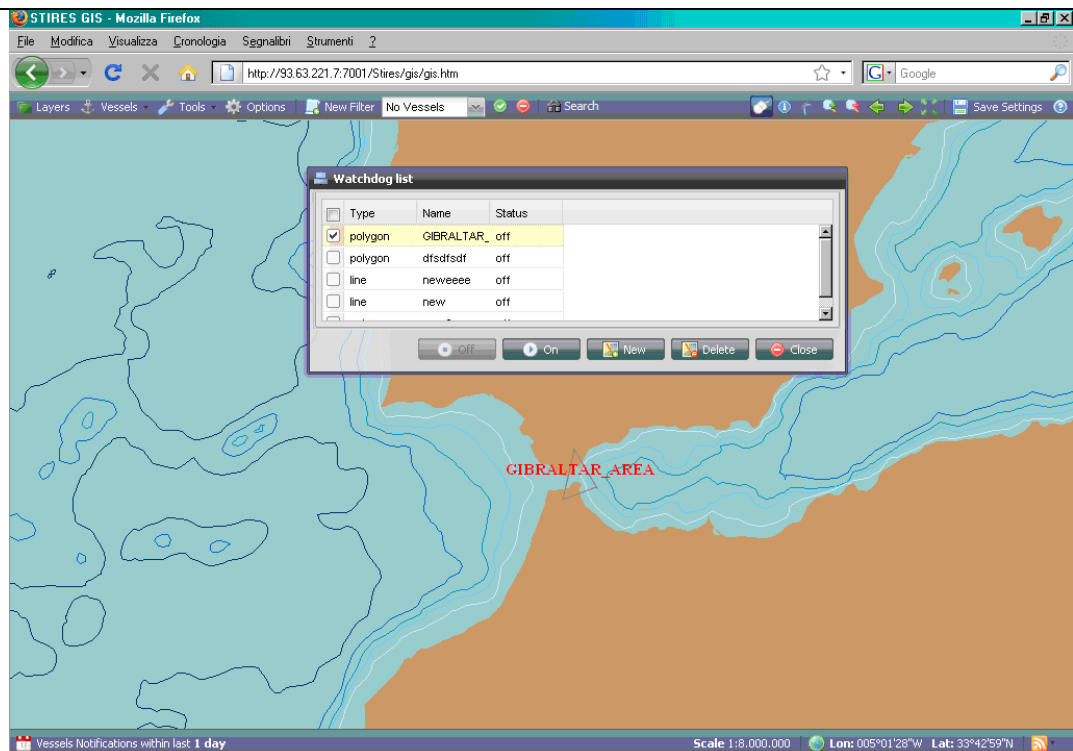 STIRES GIS - Mozilla Firefox
File Modifica Visualizza Cronologia Segnalibri Strumenti ?
http://93.63.221.7:7001/Stires/gis/gis.htm G Google
Layers Vessels Tools Options New Filter No Vessels Search Save Settings
Watchdog list
Type Name Status
polygon GIBRALTAR_ off
polygon dfsdfsdf off
line neweeee off
line new off
Off On New Delete Close
GIBRALTAR_AREA
Vessels Notifications within last 1 day Scale 1:8.000.000 Lon: 005°01'28"W Lat: 33°42'59"N